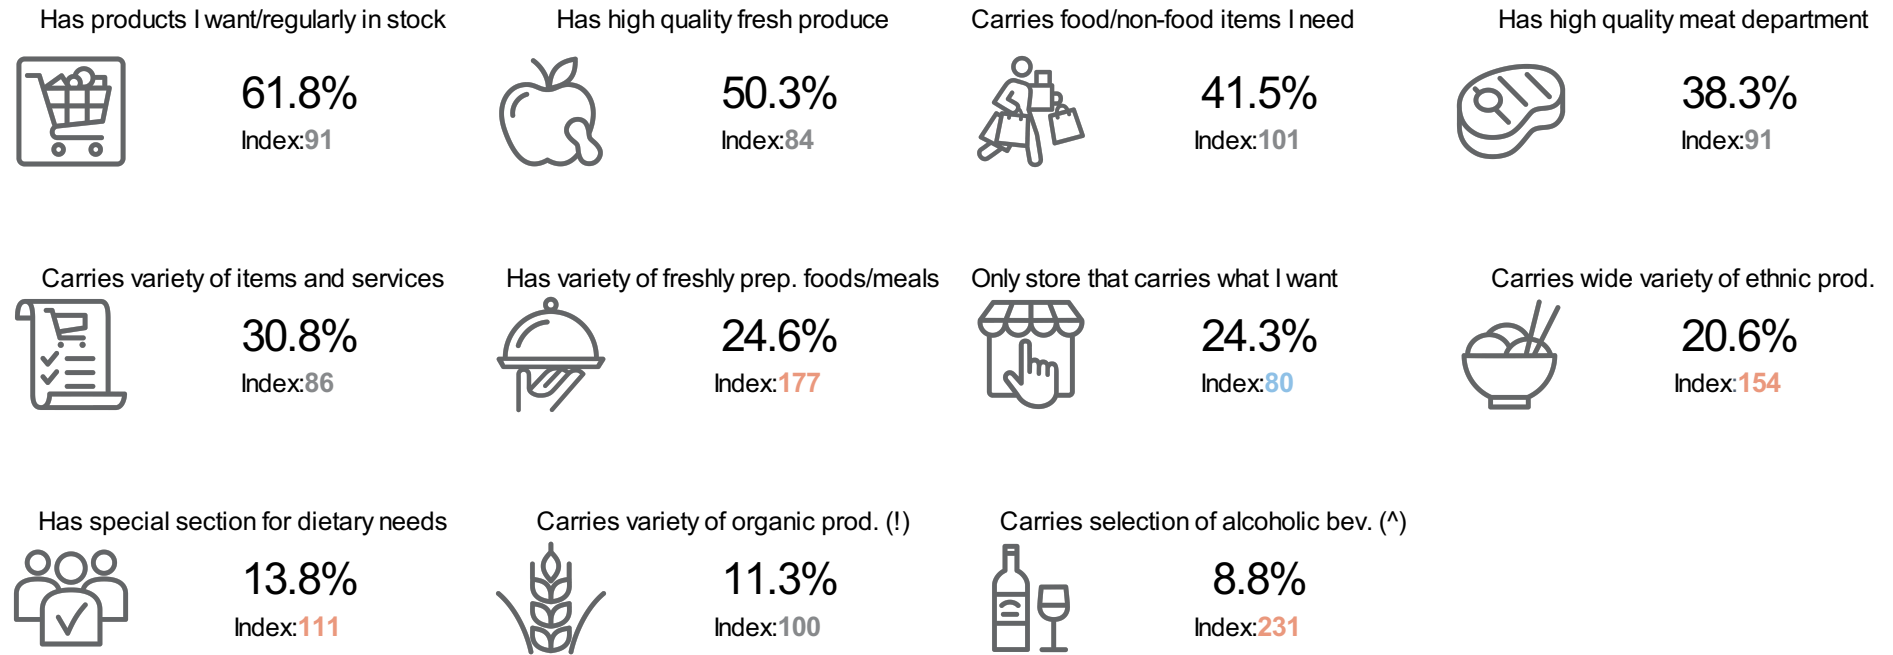 Has products I want/regularly in stock
61.8%
Index:91
Has high quality fresh produce
50.3%
Index:84
Carries food/non-food items I need
41.5%
Index:101
Has high quality meat department
38.3%
Index:91
Carries variety of items and services
30.8%
Index:86
Has variety of freshly prep. foods/meals
24.6%
Index:177
Only store that carries what I want
24.3%
Index:80
Carries wide variety of ethnic prod.
20.6%
Index:154
Has special section for dietary needs
13.8%
Index:111
Carries variety of organic prod. (!)
11.3%
Index:100
Carries selection of alcoholic bev. (^)
8.8%
Index:231